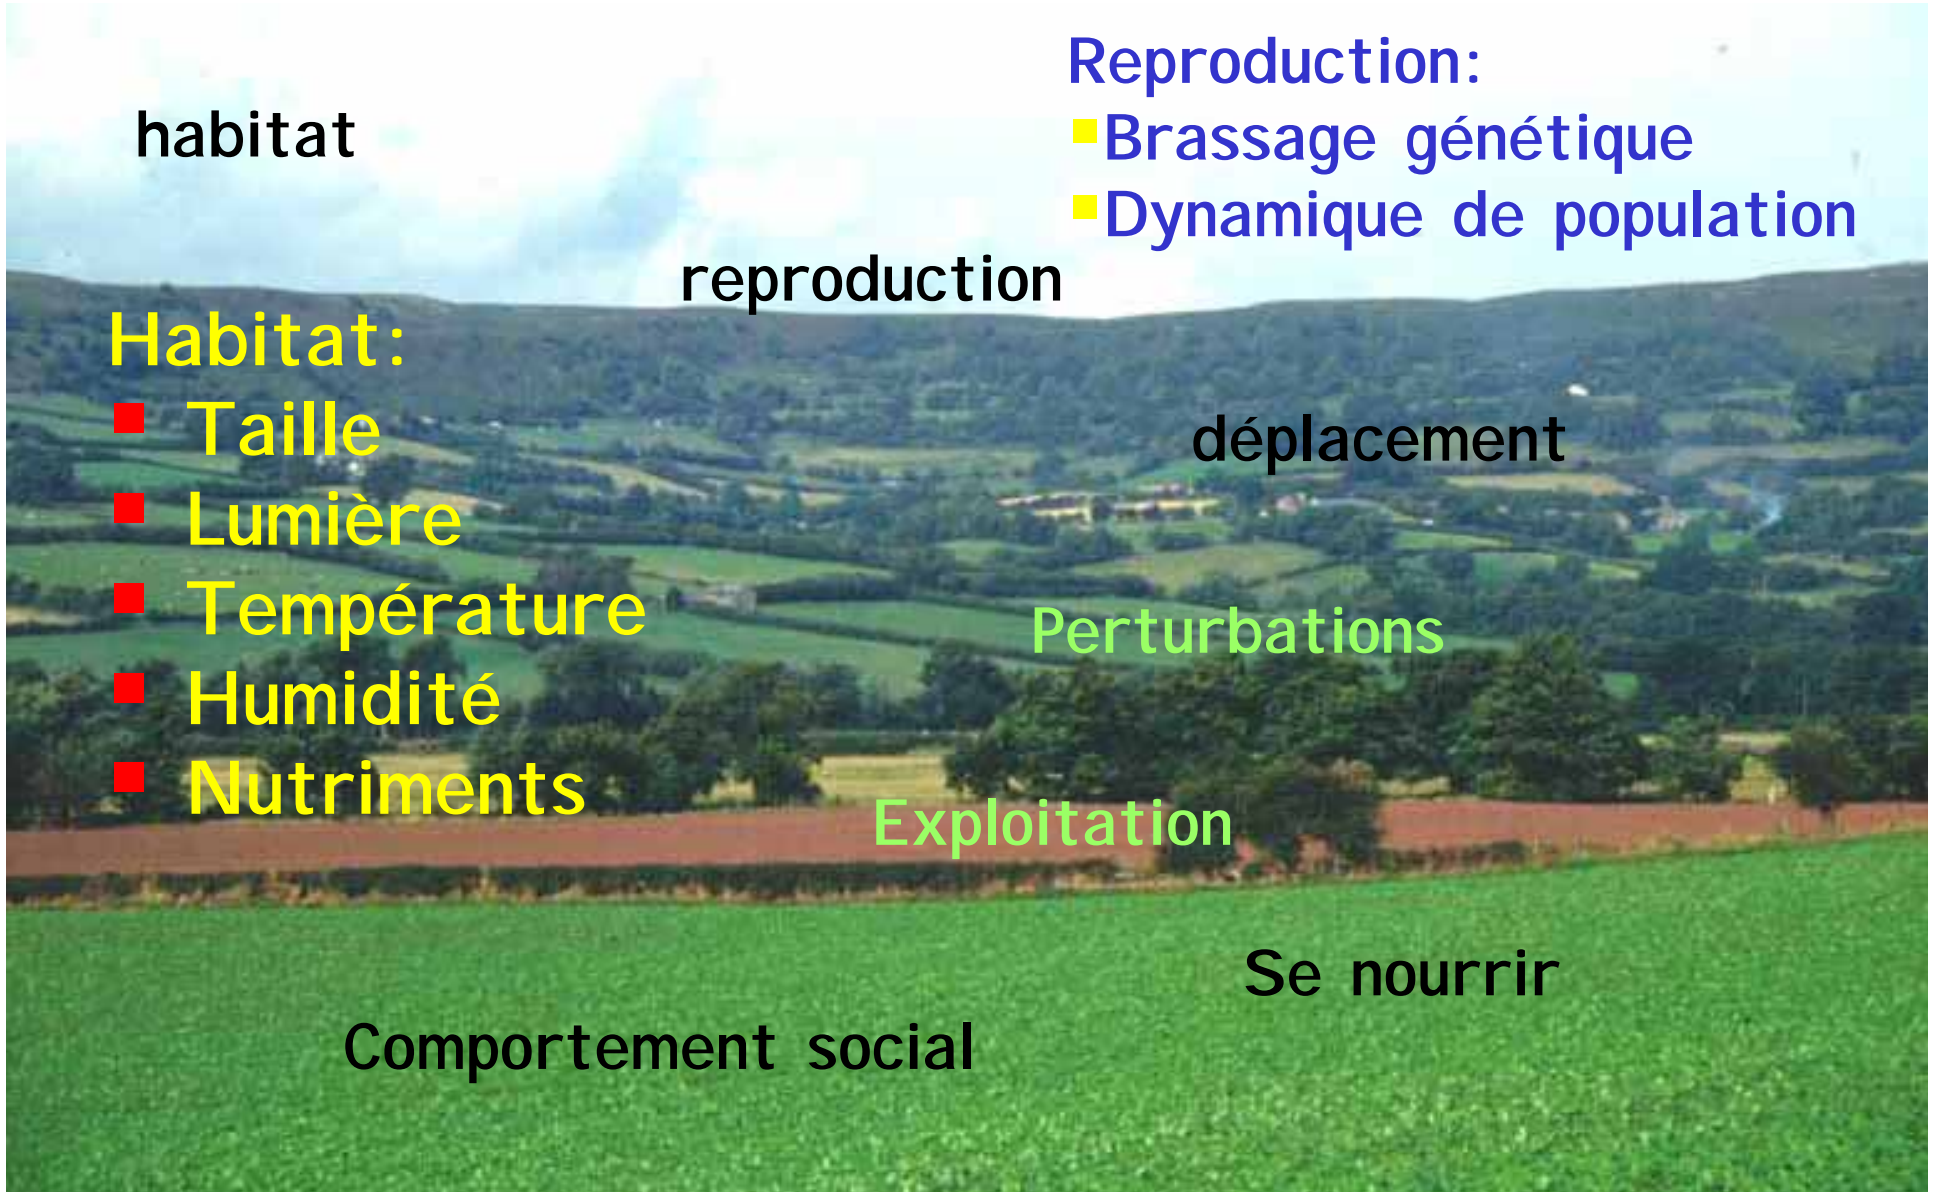 habitat
Reproduction:
Brassage génétique
Dynamique de population
reproduction
Habitat:
Taille
Lumière
Température
Humidité
Nutriments
déplacement
Perturbations
Exploitation
Se nourrir
Comportement social